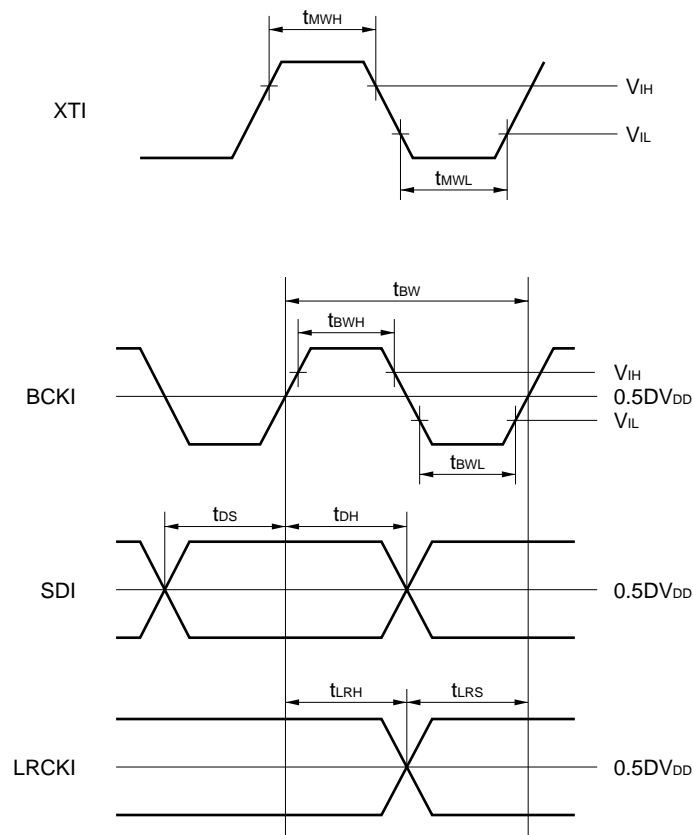 tMWH
XTI
VIH
VIL
tMWL
tBW
tBWH
BCKI
VIH
0.5DVDD
VIL
tBWL
tDS
tDH
SDI
0.5DVDD
tLRH
tLRS
LRCKI
0.5DVDD